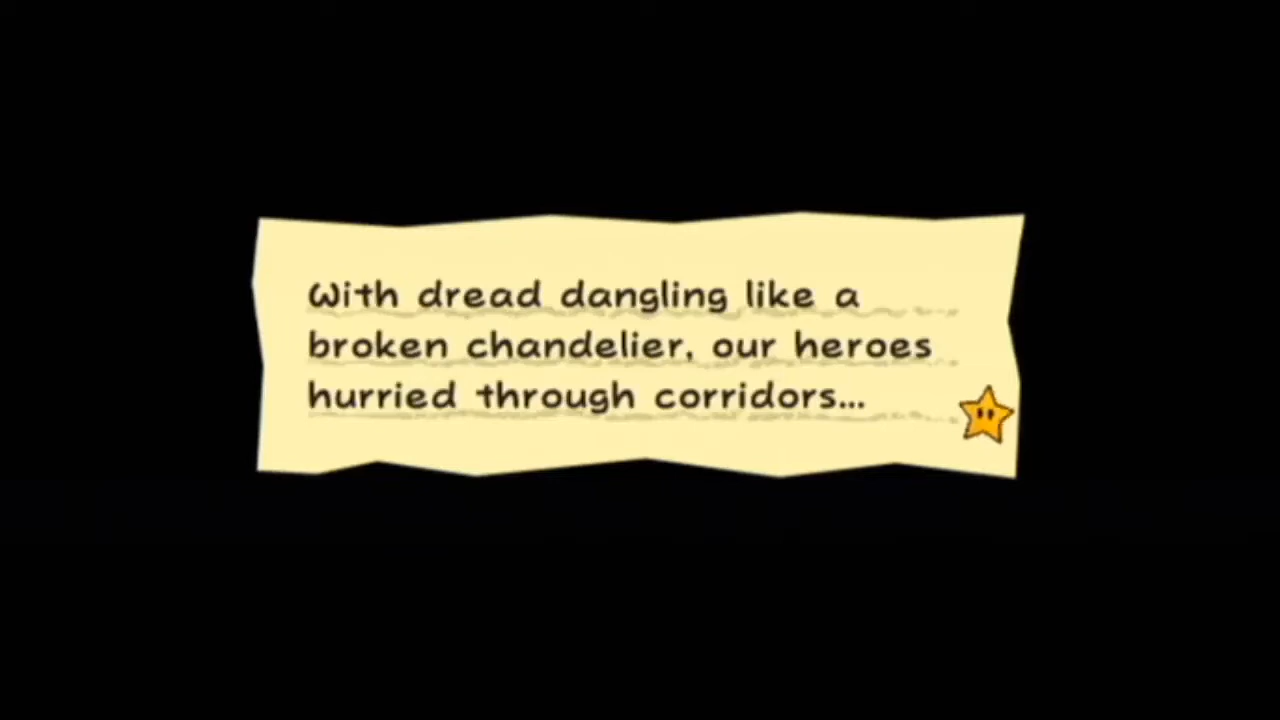 With dread dangling like a
broken chandelier, our heroes
hurried through corridors...